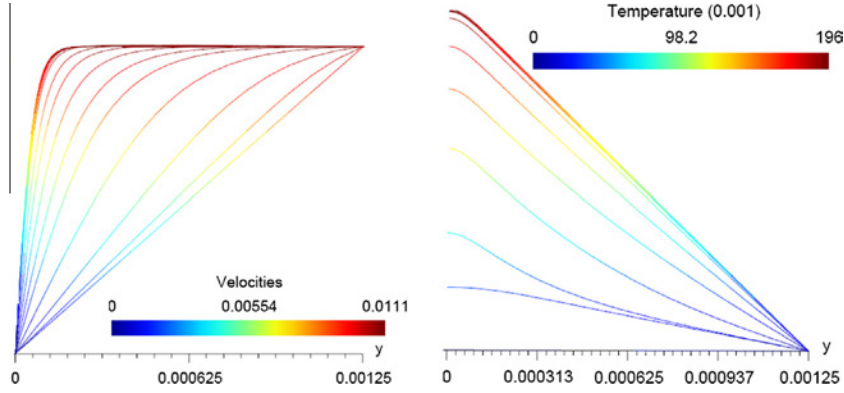 Temperature (0.001)
0 98.2 196
Velocities
0 0.00554 0.0111
y
0 0.000625 0.00125
y
0 0.000313 0.000625 0.000937 0.00125